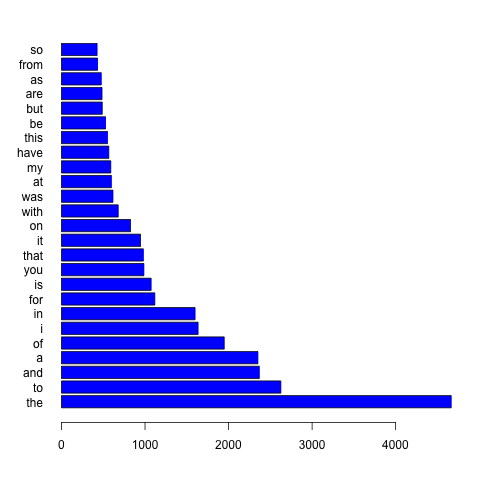 so
from
as
are
but
be
this
have
my
at
was
with
on
it
that
you
is
for
in
i
of
a
and
to
the
0 1000 2000 3000 4000